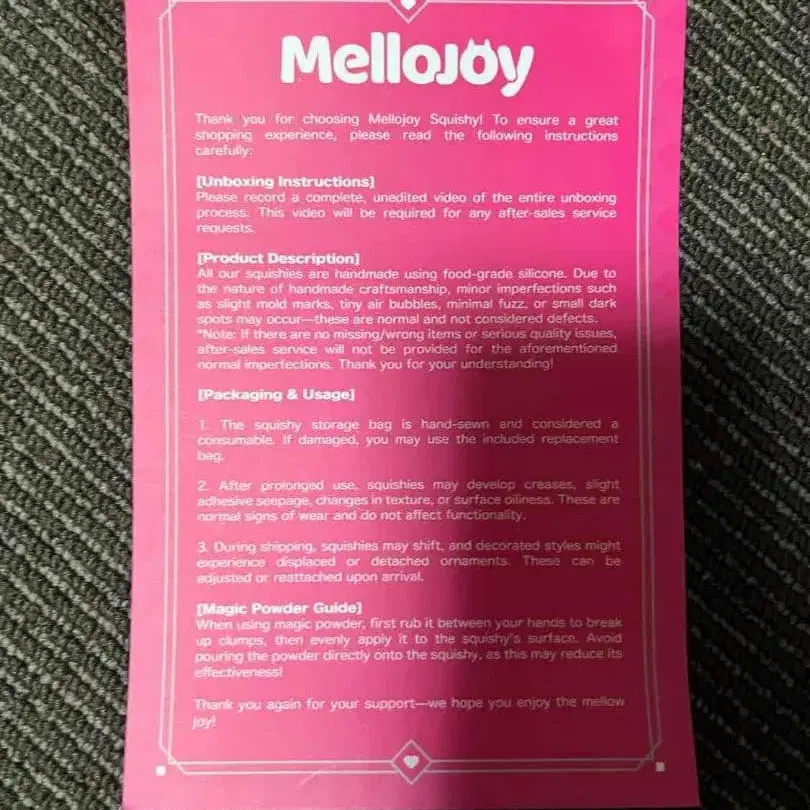 Mellojoy
Thank you for choosing Mellojoy Squishy! To ensure a great
shopping experience, please read the following instructions
carefully:
[Unboxing Instructions]
Please record a complete, unedited video of the entire unboxing
process. This video will be required for any after-sales service
requests.
[Product Description]
All our squishies are handmade using food-grade silicone. Due to
the nature of handmade craftsmanship, minor imperfections such
as slight mold marks, tiny air bubbles, minimal fuzz, or small dark
spots may occur—these are normal and not considered defects.
*Note: If there are no missing/wrong items or serious quality issues,
after-sales service will not be provided for the aforementioned
normal imperfections. Thank you for your understanding!
[Packaging & Usage]
1. The squishy storage bag is hand-sewn and considered a
consumable. If damaged, you may use the included replacement
bag.
2. After prolonged use, squishies may develop creases, slight
adhesive seepage, changes in texture, or surface oiliness. These are
normal signs of wear and do not affect functionality.
3. During shipping, squishies may shift, and decorated styles might
experience displaced or detached ornaments. These can be
adjusted or reattached upon arrival.
[Magic Powder Guide]
When using magic powder, first rub it between your hands to break
up clumps, then evenly apply it to the squishy's surface. Avoid
pouring the powder directly onto the squishy, as this may reduce its
effectiveness!
Thank you again for your support—we hope you enjoy the mellow
joy!